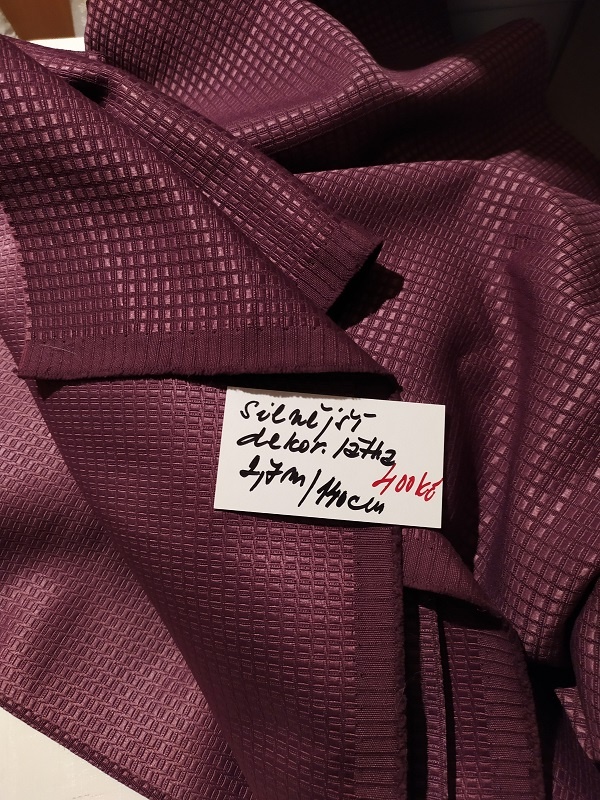 silnější
dekor. látka
2,7m/140cm
400kč